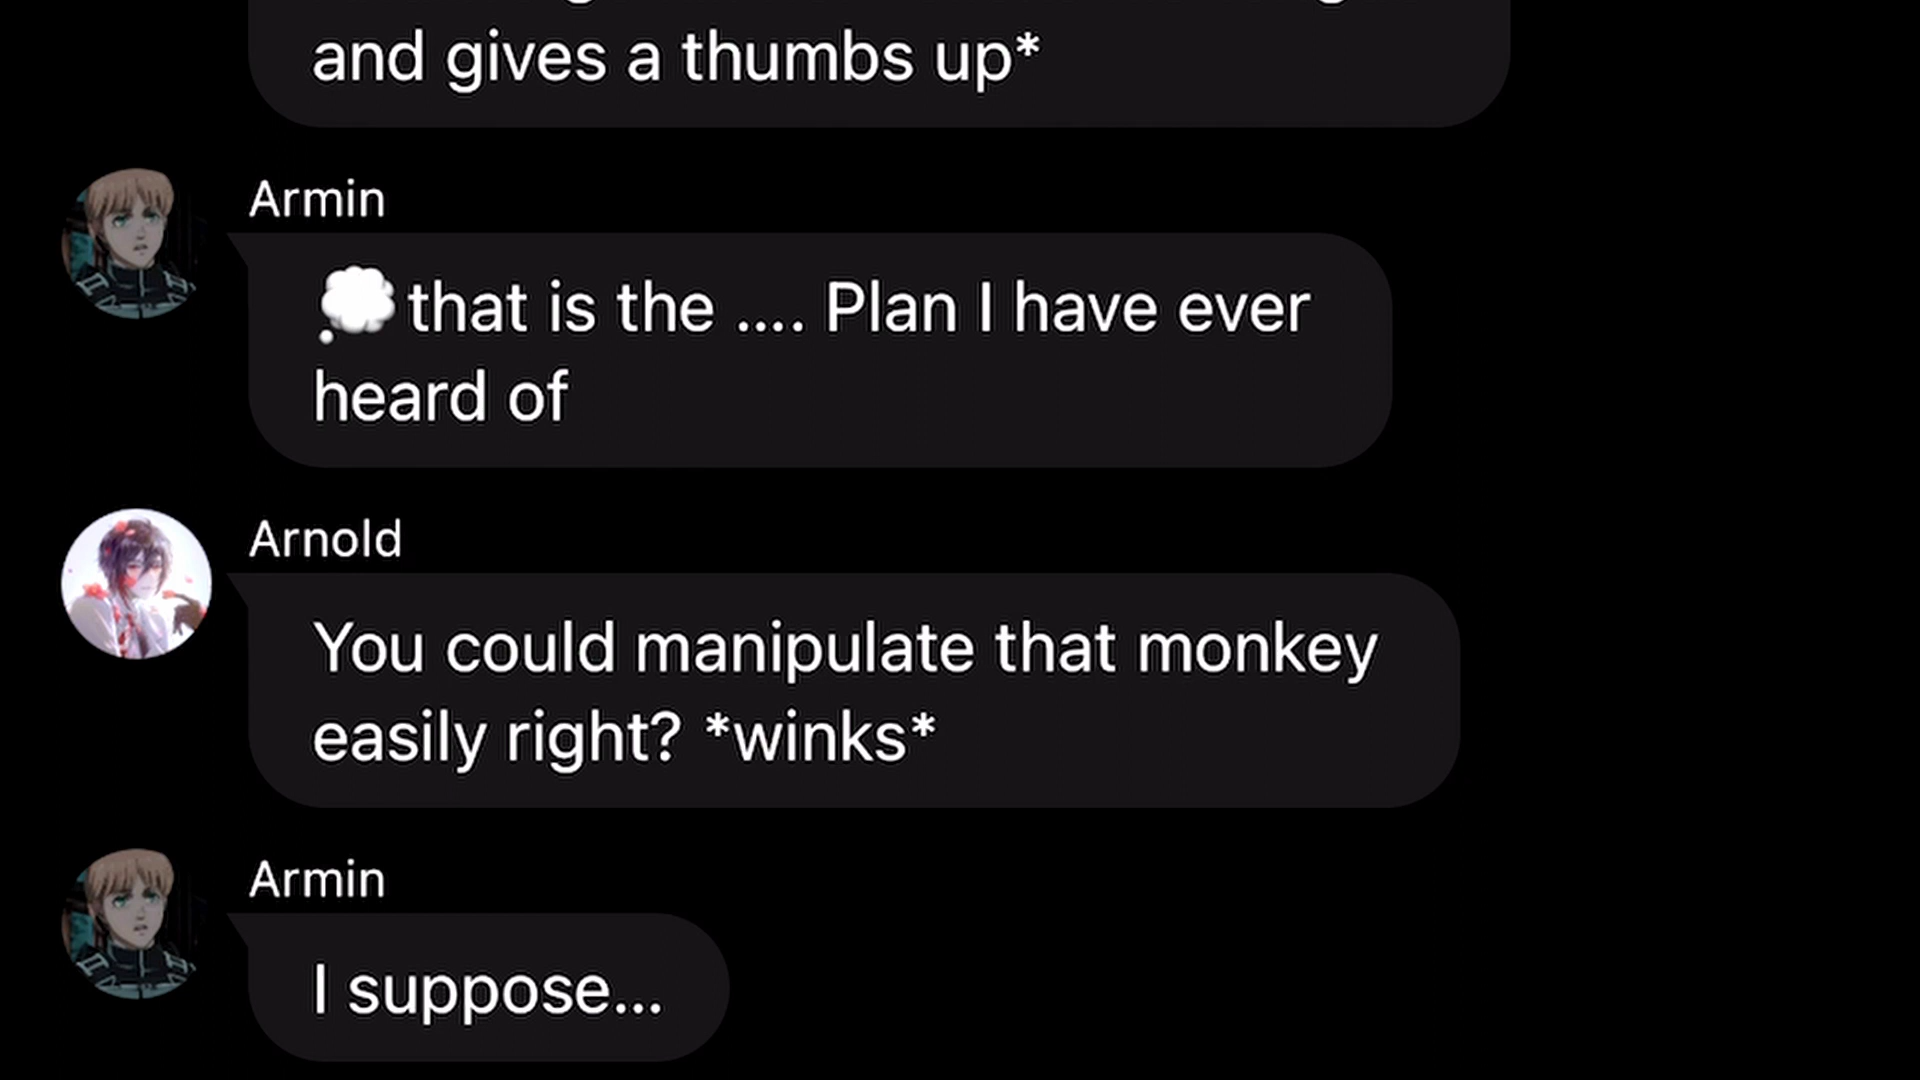 and gives a thumbs up*
Armin
💭that is the .... Plan I have ever
heard of
Arnold
You could manipulate that monkey
easily right? *winks*
Armin
I suppose...